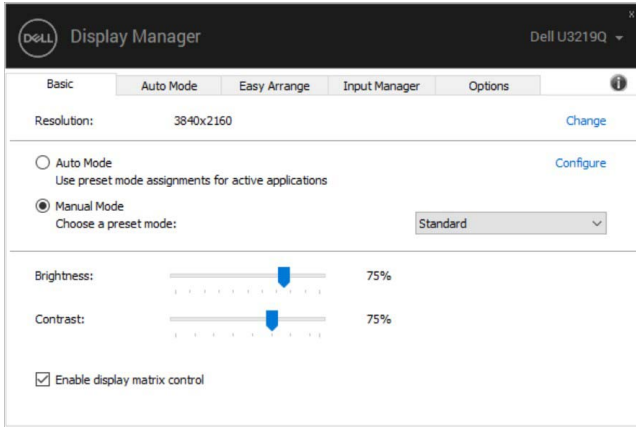 DELL Display Manager
Dell U3219Q
Basic Auto Mode Easy Arrange Input Manager Options
Resolution: 3840x2160 Change
Auto Mode Configure
Use preset mode assignments for active applications
Manual Mode
Choose a preset mode: Standard
Brightness: 75%
Contrast: 75%
Enable display matrix control